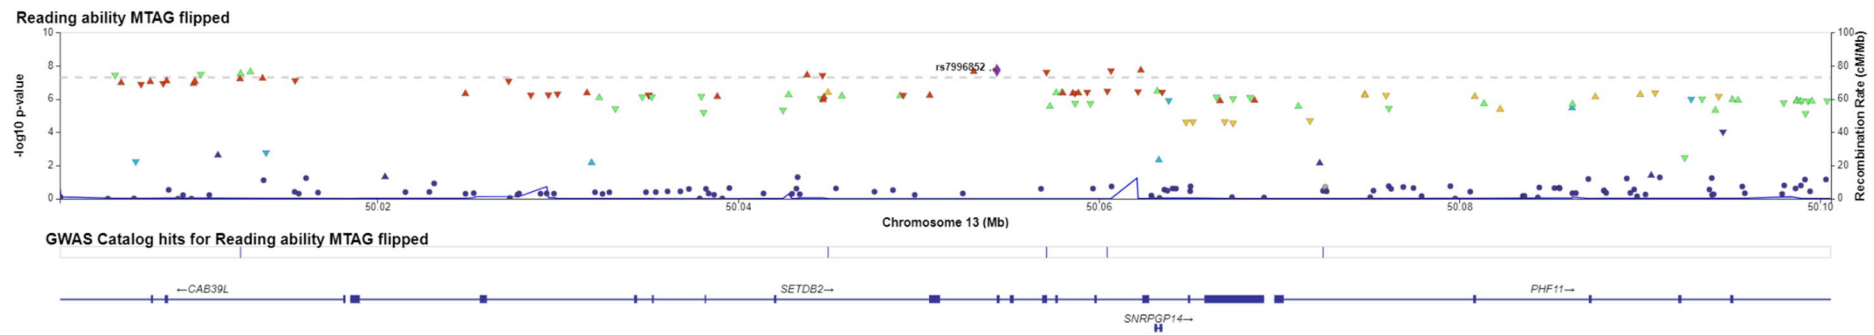 Reading ability MTAG flipped
10
8
6
4
2
0
-log10 p-value
100
80
60
40
20
0
Recombination Rate (cM/Mb)
rs7996852
50.02
50.04
50.06
50.08
50.10
Chromosome 13 (Mb)
GWAS Catalog hits for Reading ability MTAG flipped
←CAB39L
SETDB2→
PHF11→
SNRPGP14→